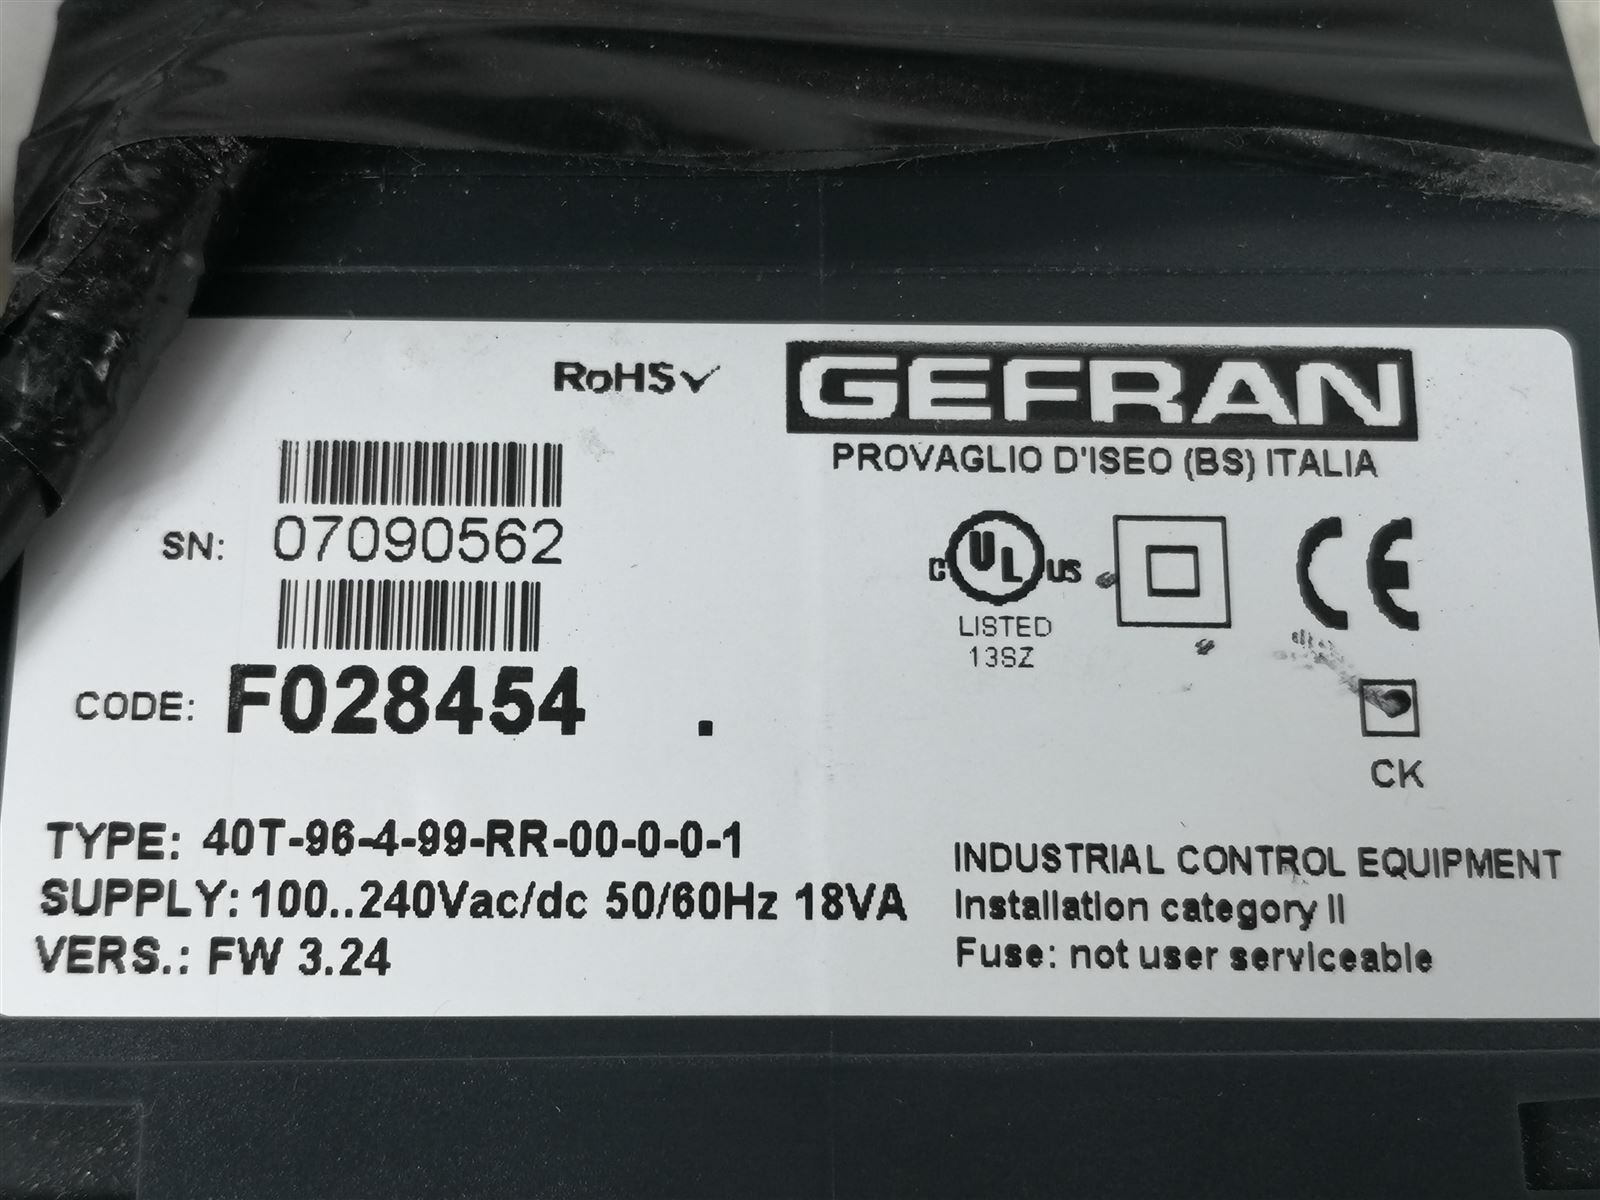 RoHS
GEFRAN
PROVAGLIO D'ISEO (BS) ITALIA
SN: 07090562
C UL US
LISTED
13SZ
CE
CODE: F028454 .
CK
TYPE: 40T-96-4-99-RR-00-0-0-1
SUPPLY: 100..240Vac/dc 50/60Hz 18VA
VERS.: FW 3.24
INDUSTRIAL CONTROL EQUIPMENT
Installation category II
Fuse: not user serviceable